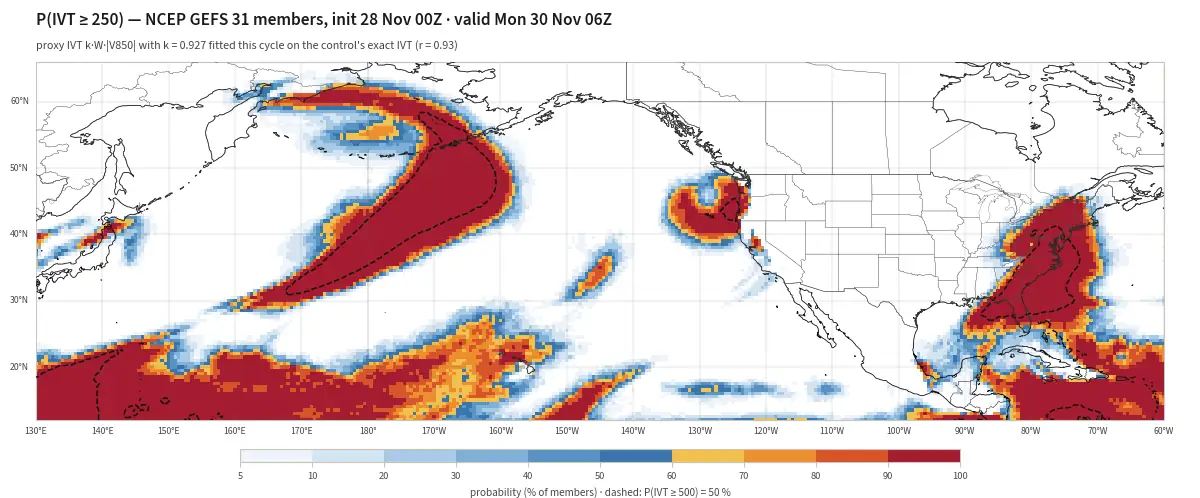 P(IVT ≥ 250) — NCEP GEFS 31 members, init 28 Nov 00Z · valid Mon 30 Nov 06Z
proxy IVT k·W·|V850| with k = 0.927 fitted this cycle on the control's exact IVT (r = 0.93)
60°N
50°N
40°N
30°N
20°N
130°E 140°E 150°E 160°E 170°E 180° 170°W 160°W 150°W 140°W 130°W 120°W 110°W 100°W 90°W 80°W 70°W 60°W
5 10 20 30 40 50 60 70 80 90 100
probability (% of members) · dashed: P(IVT ≥ 500) = 50 %